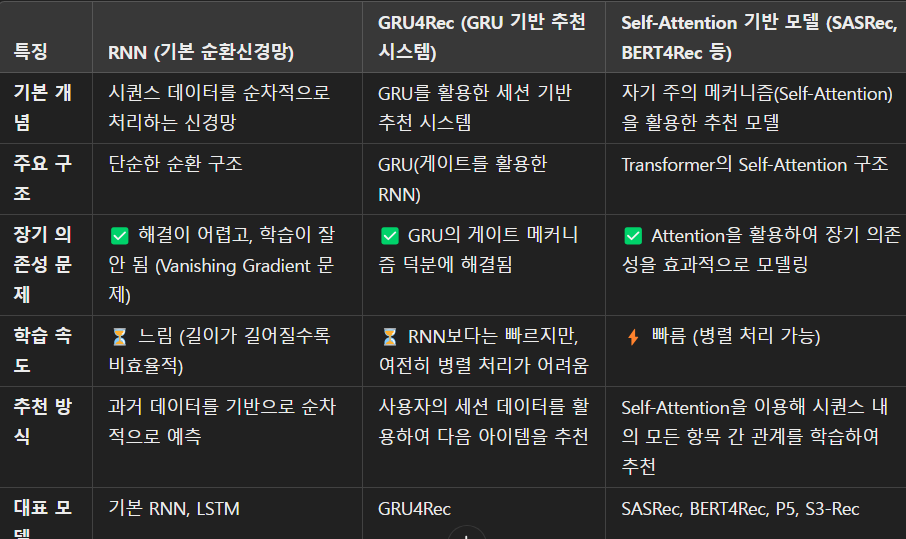 특징
RNN (기본 순환신경망)
GRU4Rec (GRU 기반 추천
시스템)
Self-Attention 기반 모델 (SASRec,
BERT4Rec 등)
기본 개
념
시퀀스 데이터를 순차적으로
처리하는 신경망
GRU를 활용한 세션 기반
추천 시스템
자기 주의 메커니즘(Self-Attention)
을 활용한 추천 모델
주요 구
조
단순한 순환 구조
GRU(게이트를 활용한
RNN)
Transformer의 Self-Attention 구조
장기 의
존성 문
제
✅ 해결이 어렵고, 학습이 잘
안 됨 (Vanishing Gradient 문
제)
✅ GRU의 게이트 메커니
즘 덕분에 해결됨
✅ Attention을 활용하여 장기 의존
성을 효과적으로 모델링
학습 속
도
⏳ 느림 (길이가 길어질수록
비효율적)
⏳ RNN보다는 빠르지만,
여전히 병렬 처리가 어려움
⚡ 빠름 (병렬 처리 가능)
추천 방
식
과거 데이터를 기반으로 순차
적으로 예측
사용자의 세션 데이터를 활
용하여 다음 아이템을 추천
Self-Attention을 이용해 시퀀스 내
의 모든 항목 간 관계를 학습하여
추천
대표 모
델
기본 RNN, LSTM
GRU4Rec
SASRec, BERT4Rec, P5, S3-Rec